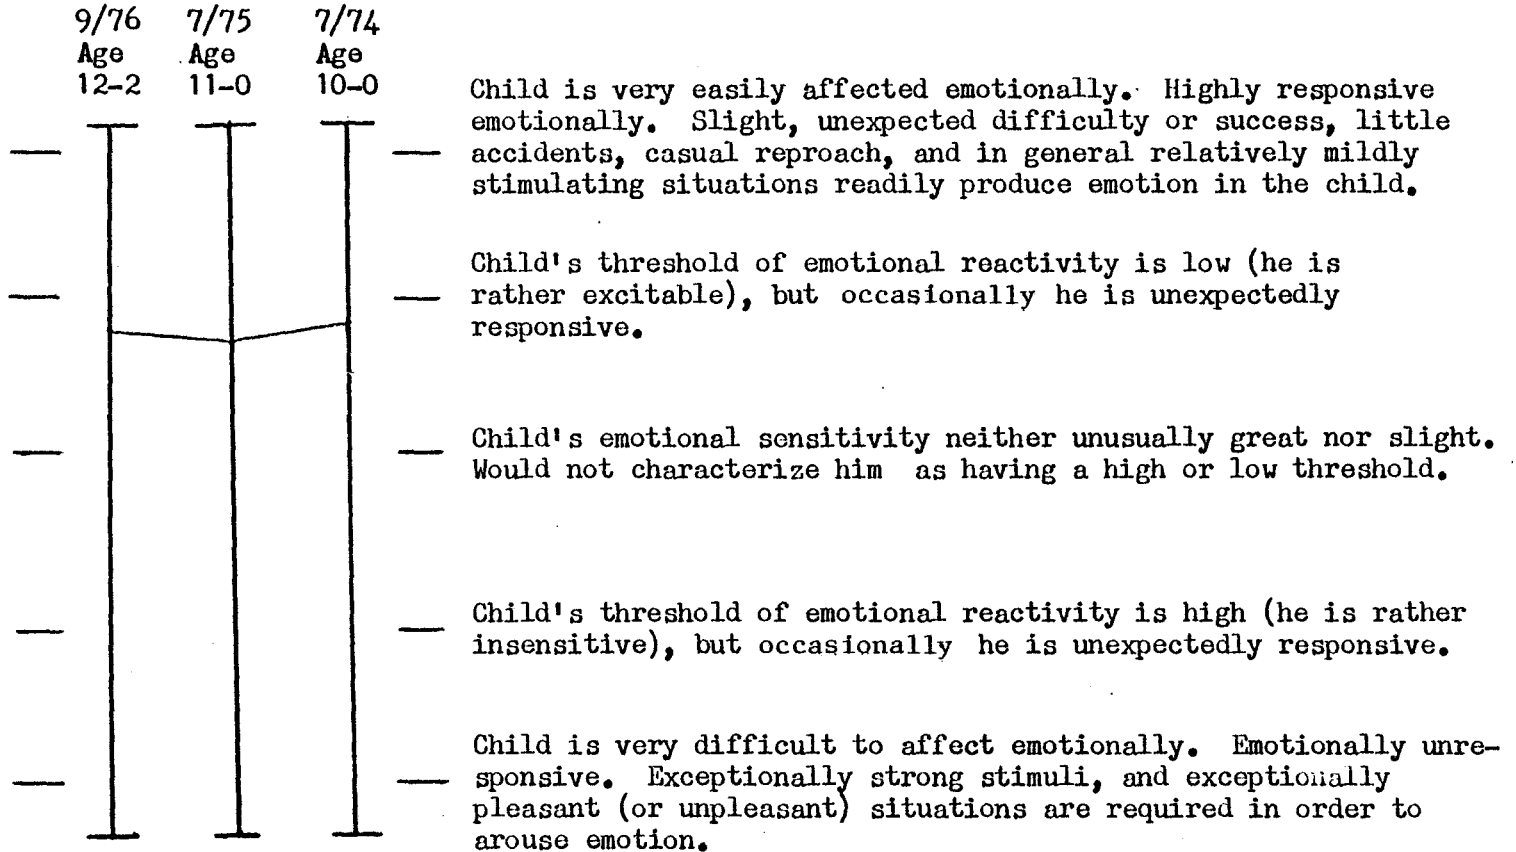 9/76 7/75 7/74
Age Age Age
12-2 11-0 10-0
Child is very easily affected emotionally. Highly responsive
emotionally. Slight, unexpected difficulty or success, little
accidents, casual reproach, and in general relatively mildly
stimulating situations readily produce emotion in the child.
Child's threshold of emotional reactivity is low (he is
rather excitable), but occasionally he is unexpectedly
responsive.
Child's emotional sensitivity neither unusually great nor slight.
Would not characterize him as having a high or low threshold.
Child's threshold of emotional reactivity is high (he is rather
insensitive), but occasionally he is unexpectedly responsive.
Child is very difficult to affect emotionally. Emotionally unre-
sponsive. Exceptionally strong stimuli, and exceptionally
pleasant (or unpleasant) situations are required in order to
arouse emotion.